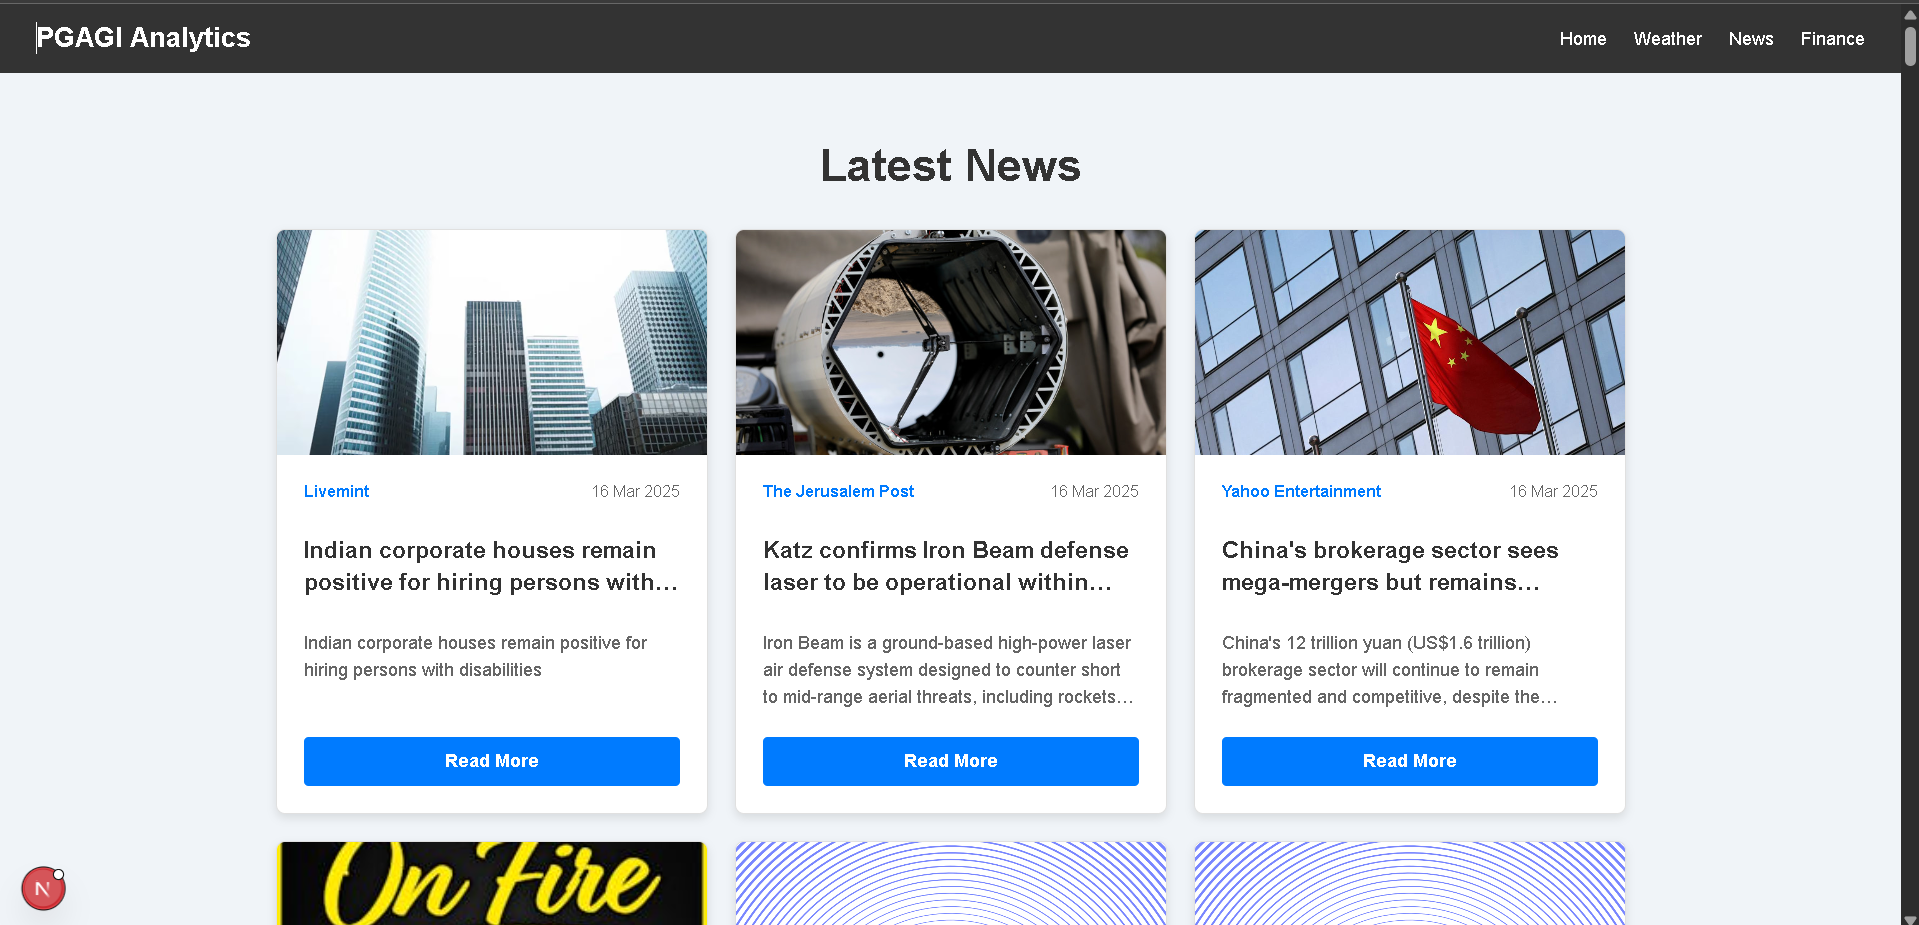 PGAGI Analytics
Home Weather News Finance
Latest News
Livemint 16 Mar 2025
Indian corporate houses remain
positive for hiring persons with...
Indian corporate houses remain positive for
hiring persons with disabilities
Read More
The Jerusalem Post 16 Mar 2025
Katz confirms Iron Beam defense
laser to be operational within...
Iron Beam is a ground-based high-power laser
air defense system designed to counter short
to mid-range aerial threats, including rockets...
Read More
Yahoo Entertainment 16 Mar 2025
China's brokerage sector sees
mega-mergers but remains...
China's 12 trillion yuan (US$1.6 trillion)
brokerage sector will continue to remain
fragmented and competitive, despite the...
Read More
On Fire
N